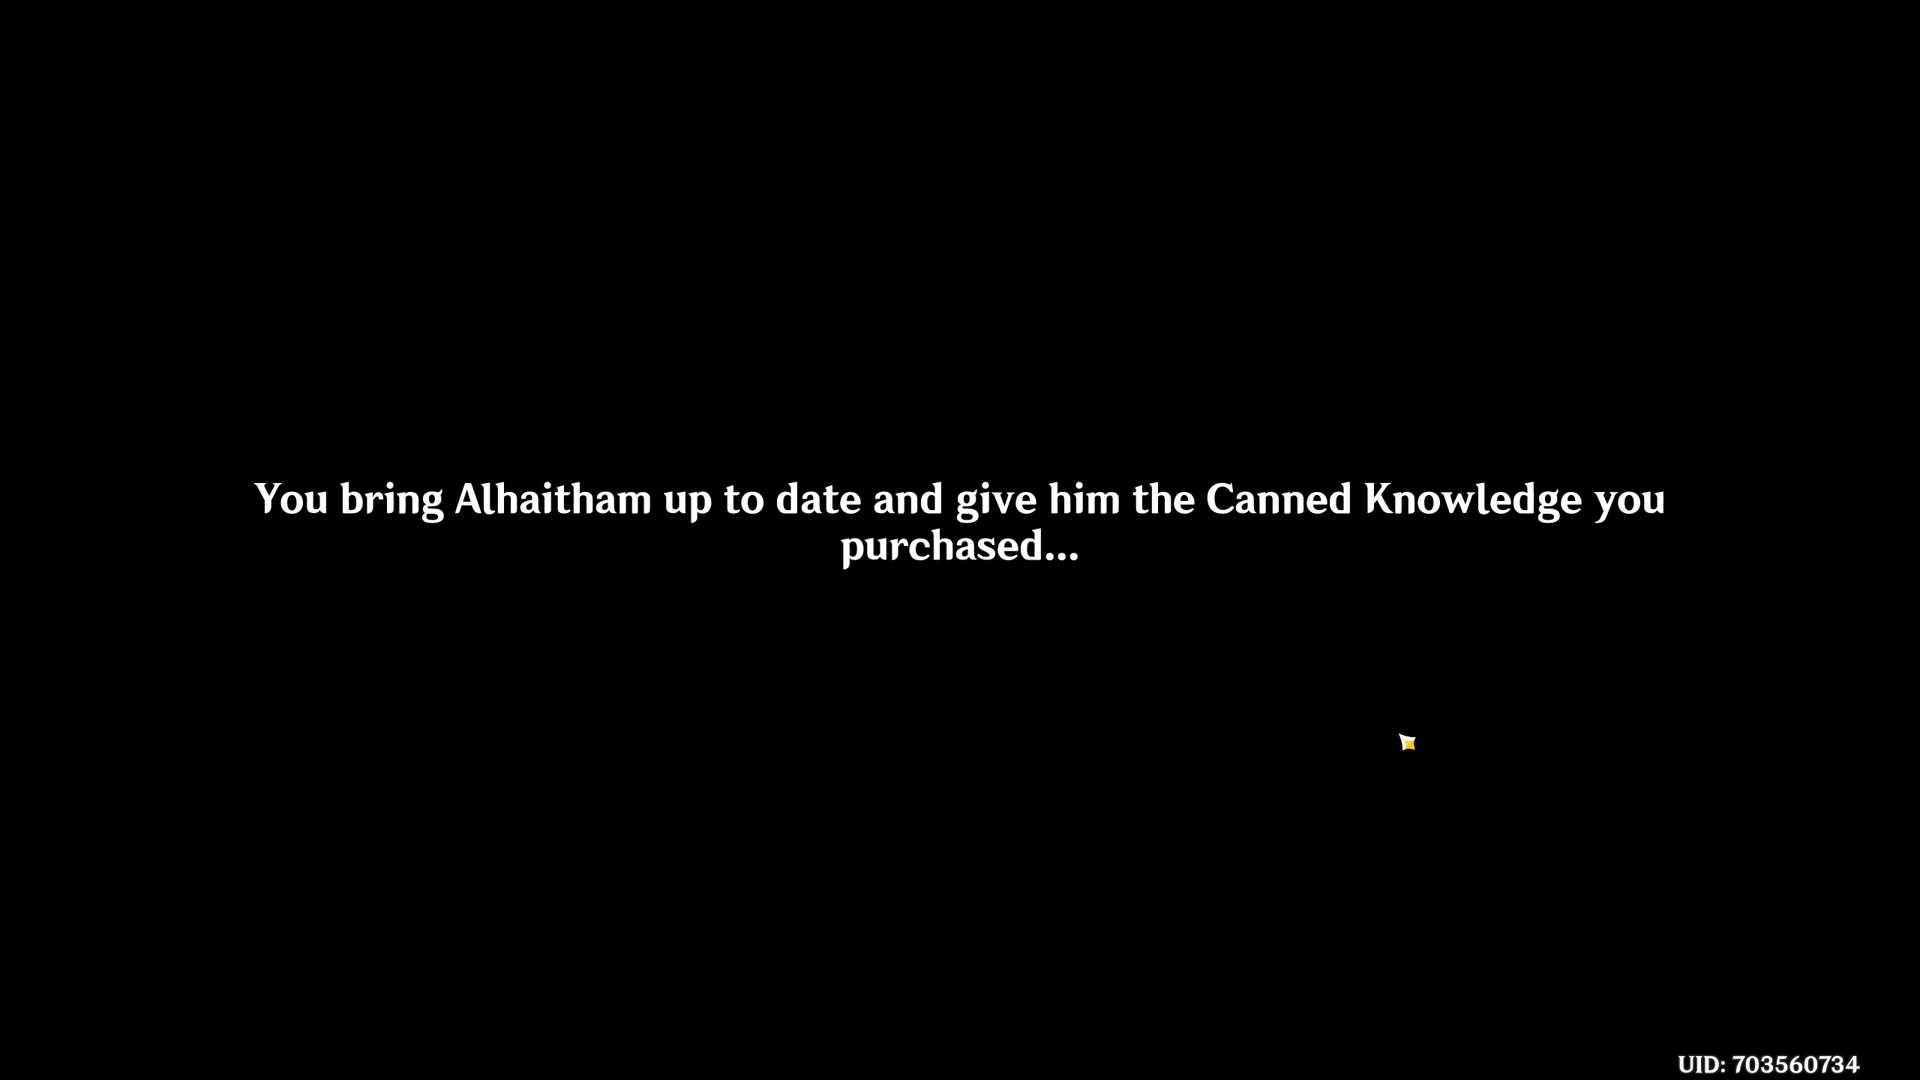 You bring Alhaitham up to date and give him the Canned Knowledge you
purchased...
UID: 703560734